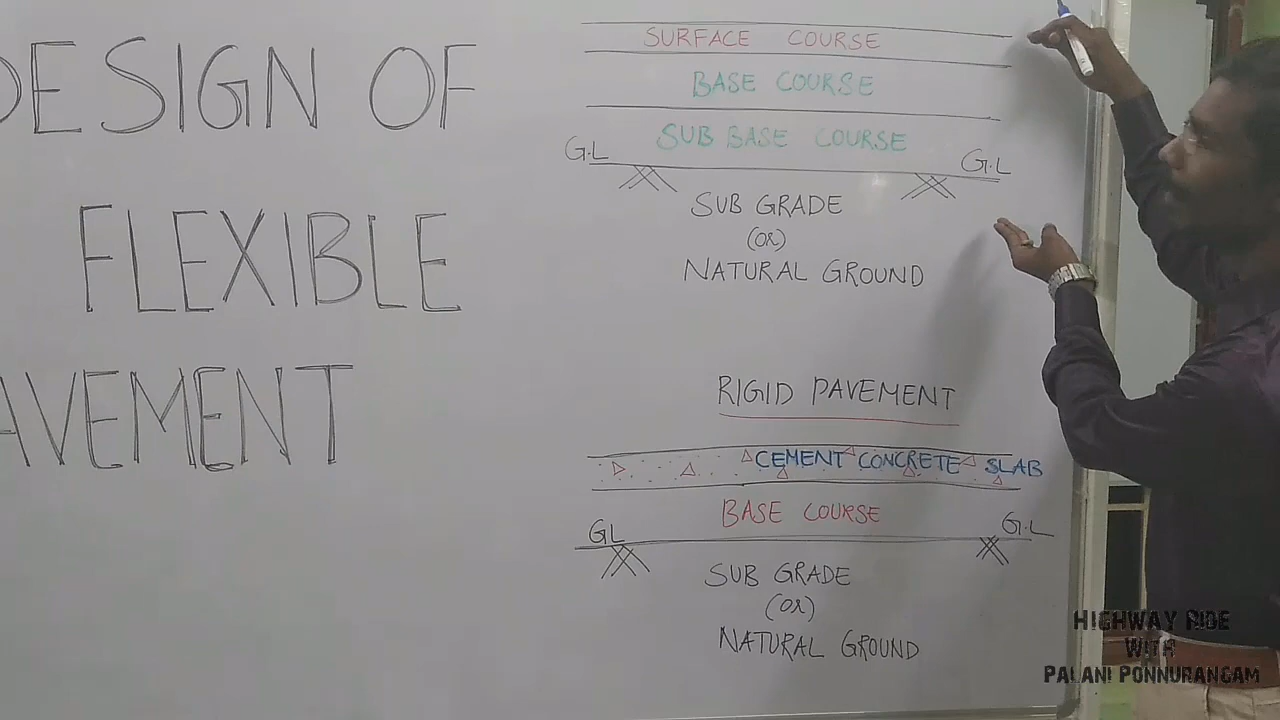 DESIGN OF
FLEXIBLE
AVEMENT
SURFACE COURSE
BASE COURSE
SUB BASE COURSE
G.L G.L
SUB GRADE
(OR)
NATURAL GROUND
RIGID PAVEMENT
CEMENT CONCRETE SLAB
BASE COURSE
GL G.L
SUB GRADE
(OR)
NATURAL GROUND
HIGHWAY RIDE
WITH
PALANI PONNURANGAM